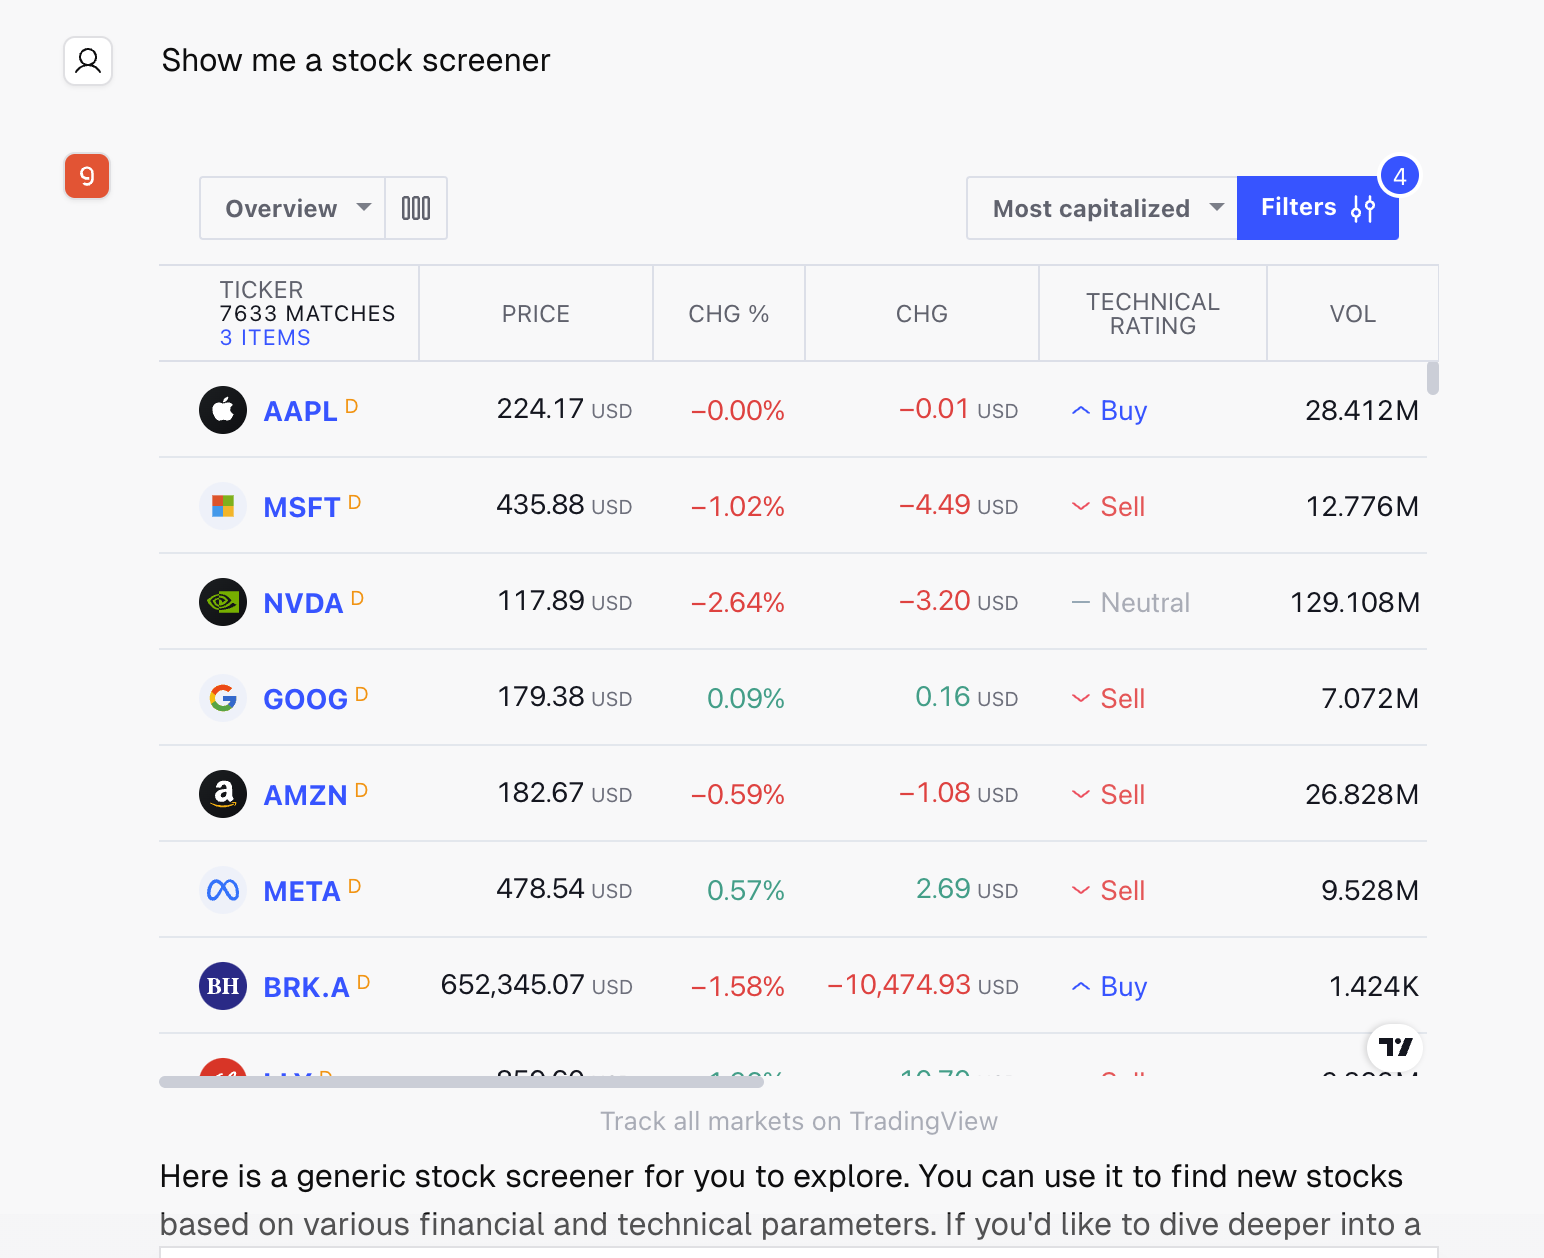 Show me a stock screener
9
4
Overview
Most capitalized Filters
TICKER
7633 MATCHES
3 ITEMS
PRICE CHG % CHG
TECHNICAL
RATING
VOL
AAPL D 224.17 USD −0.00% −0.01 USD Buy 28.412M
MSFT D 435.88 USD −1.02% −4.49 USD Sell 12.776M
NVDA D 117.89 USD −2.64% −3.20 USD Neutral 129.108M
GOOG D 179.38 USD 0.09% 0.16 USD Sell 7.072M
a AMZN D 182.67 USD −0.59% −1.08 USD Sell 26.828M
META D 478.54 USD 0.57% 2.69 USD Sell 9.528M
BH BRK.A D 652,345.07 USD −1.58% −10,474.93 USD Buy 1.424K
Track all markets on TradingView
Here is a generic stock screener for you to explore. You can use it to find new stocks
based on various financial and technical parameters. If you'd like to dive deeper into a